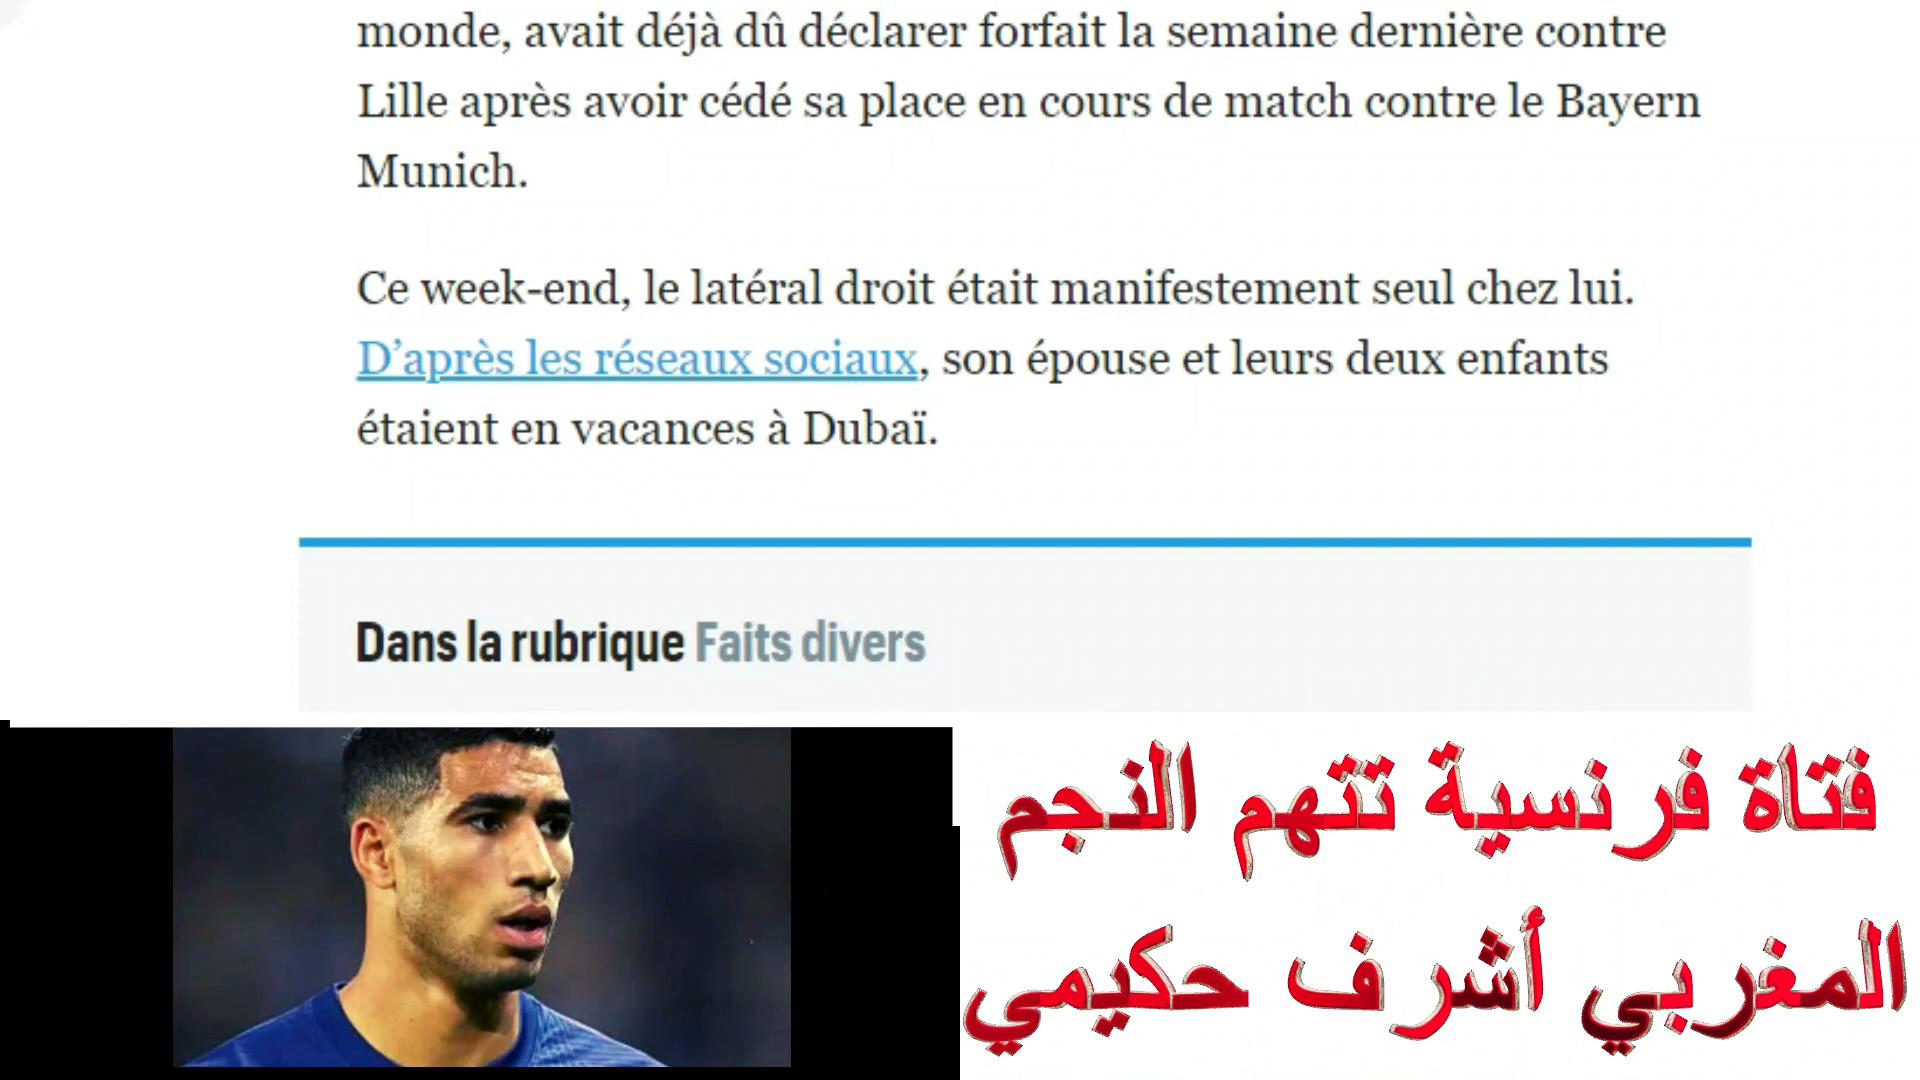 monde, avait déjà dû déclarer forfait la semaine dernière contre
Lille après avoir cédé sa place en cours de match contre le Bayern
Munich.
Ce week-end, le latéral droit était manifestement seul chez lui.
D’après les réseaux sociaux, son épouse et leurs deux enfants
étaient en vacances à Dubaï.
Dans la rubrique Faits divers
فتاة فرنسية تتهم النجم
المغربي أشرف حكيمي